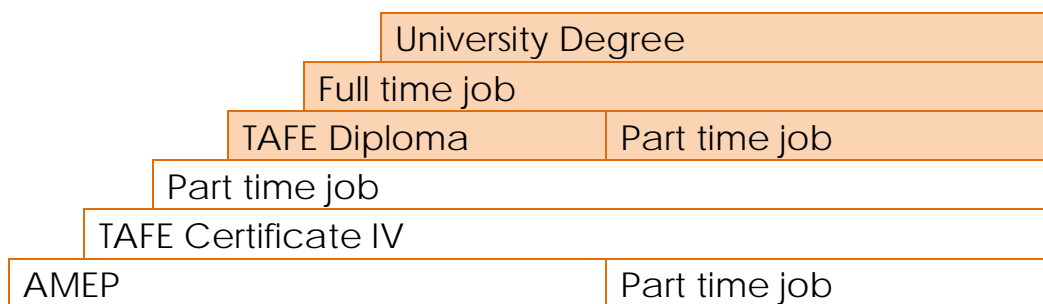 University Degree
Full time job
TAFE Diploma Part time job
Part time job
TAFE Certificate IV
AMEP Part time job